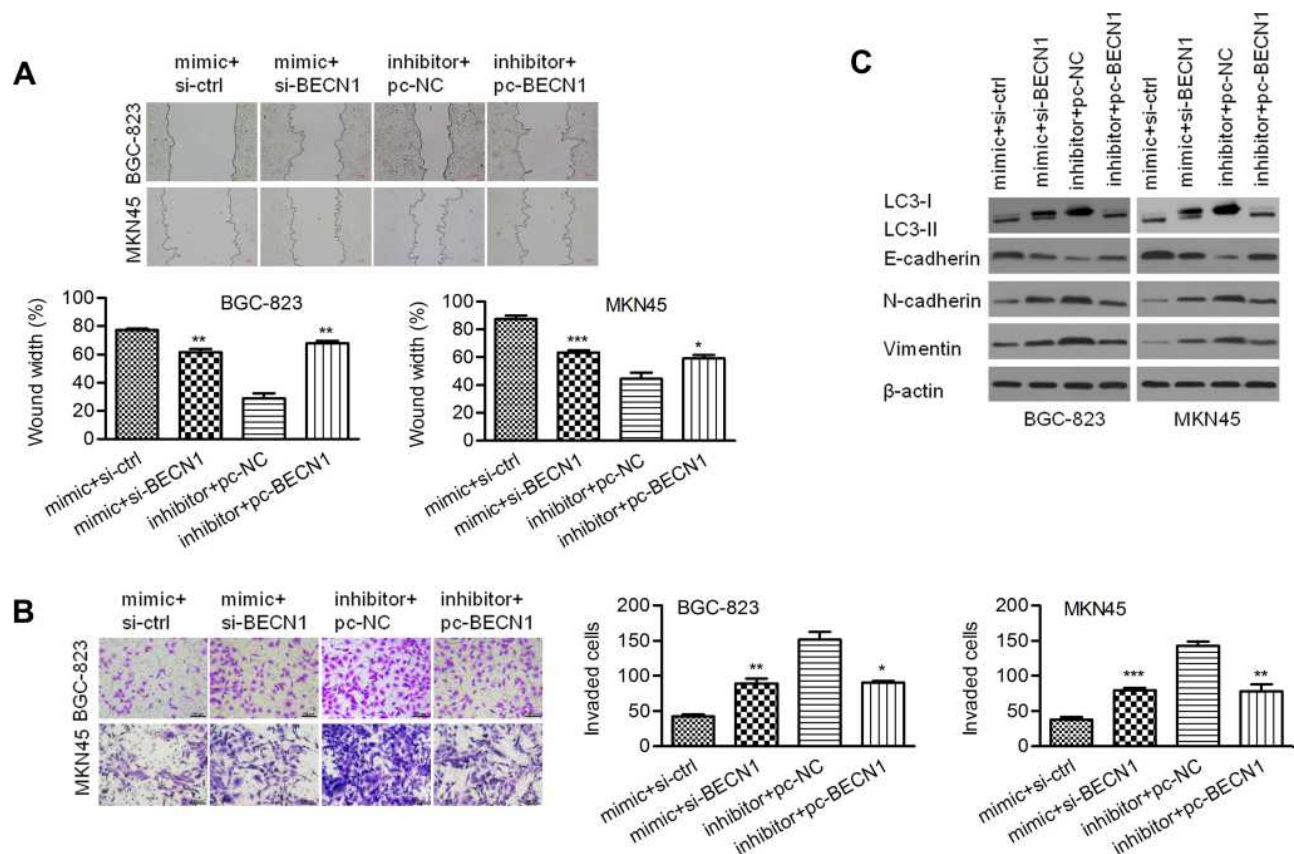 A
mimic+
si-ctrl
mimic+
si-BECN1
inhibitor+
pc-NC
inhibitor+
pc-BECN1
BGC-823
MKN45
BGC-823
Wound width (%)
100
80
60
40
20
0
**
**
mimic+si-ctrl
mimic+si-BECN1
inhibitor+pc-NC
inhibitor+pc-BECN1
MKN45
Wound width (%)
100
80
60
40
20
0
***
*
mimic+si-ctrl
mimic+si-BECN1
inhibitor+pc-NC
inhibitor+pc-BECN1
B
mimic+
si-ctrl
mimic+
si-BECN1
inhibitor+
pc-NC
inhibitor+
pc-BECN1
BGC-823
MKN45
BGC-823
Invaded cells
200
150
100
50
0
**
*
mimic+si-ctrl
mimic+si-BECN1
inhibitor+pc-NC
inhibitor+pc-BECN1
MKN45
Invaded cells
200
150
100
50
0
***
**
mimic+si-ctrl
mimic+si-BECN1
inhibitor+pc-NC
inhibitor+pc-BECN1
C
mimic+si-ctrl
mimic+si-BECN1
inhibitor+pc-NC
inhibitor+pc-BECN1
mimic+si-ctrl
mimic+si-BECN1
inhibitor+pc-NC
inhibitor+pc-BECN1
LC3-I
LC3-II
E-cadherin
N-cadherin
Vimentin
β-actin
BGC-823
MKN45